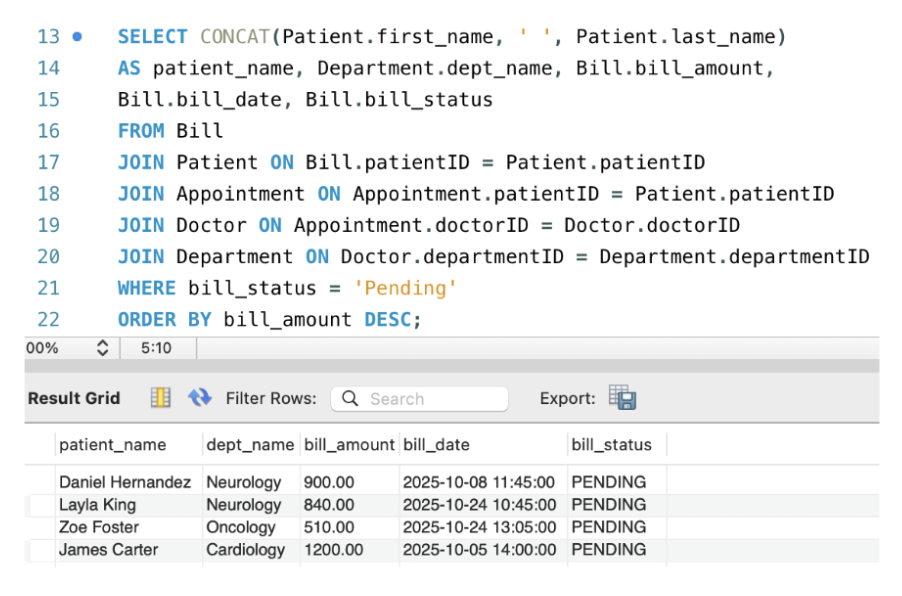 13 SELECT CONCAT(Patient.first_name, ' ', Patient.last_name)
14 AS patient_name, Department.dept_name, Bill.bill_amount,
15 Bill.bill_date, Bill.bill_status
16 FROM Bill
17 JOIN Patient ON Bill.patientID = Patient.patientID
18 JOIN Appointment ON Appointment.patientID = Patient.patientID
19 JOIN Doctor ON Appointment.doctorID = Doctor.doctorID
20 JOIN Department ON Doctor.departmentID = Department.departmentID
21 WHERE bill_status = 'Pending'
22 ORDER BY bill_amount DESC;
00% 5:10
Result Grid Filter Rows: Search Export:
patient_name dept_name bill_amount bill_date bill_status
Daniel Hernandez Neurology 900.00 2025-10-08 11:45:00 PENDING
Layla King Neurology 840.00 2025-10-24 10:45:00 PENDING
Zoe Foster Oncology 510.00 2025-10-24 13:05:00 PENDING
James Carter Cardiology 1200.00 2025-10-05 14:00:00 PENDING